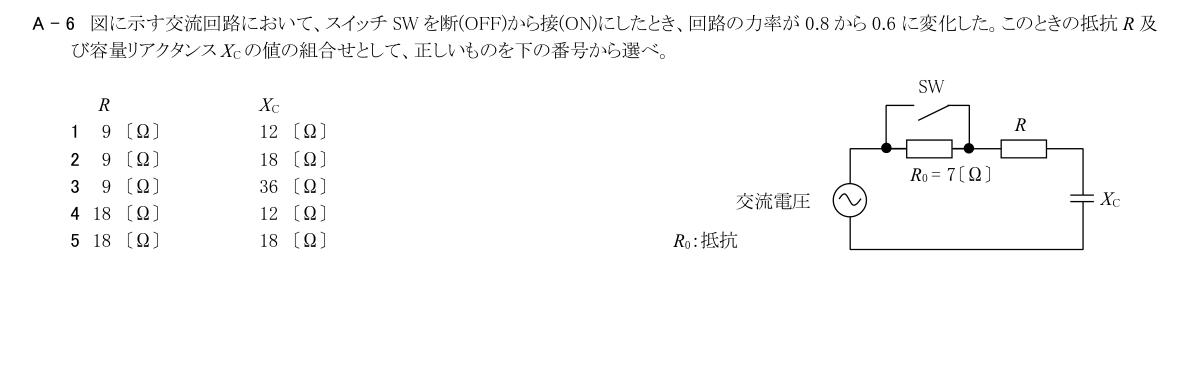 A－6 図に示す交流回路において、スイッチ SW を断(OFF)から接(ON)にしたとき、回路の力率が 0.8 から 0.6 に変化した。このときの抵抗 R 及
び容量リアクタンス XC の値の組合せとして、正しいものを下の番号から選べ。
R XC
1 9 〔Ω〕 12 〔Ω〕
2 9 〔Ω〕 18 〔Ω〕
3 9 〔Ω〕 36 〔Ω〕
4 18 〔Ω〕 12 〔Ω〕
5 18 〔Ω〕 18 〔Ω〕
SW
R
R0 = 7〔Ω〕
交流電圧
XC
R0：抵抗